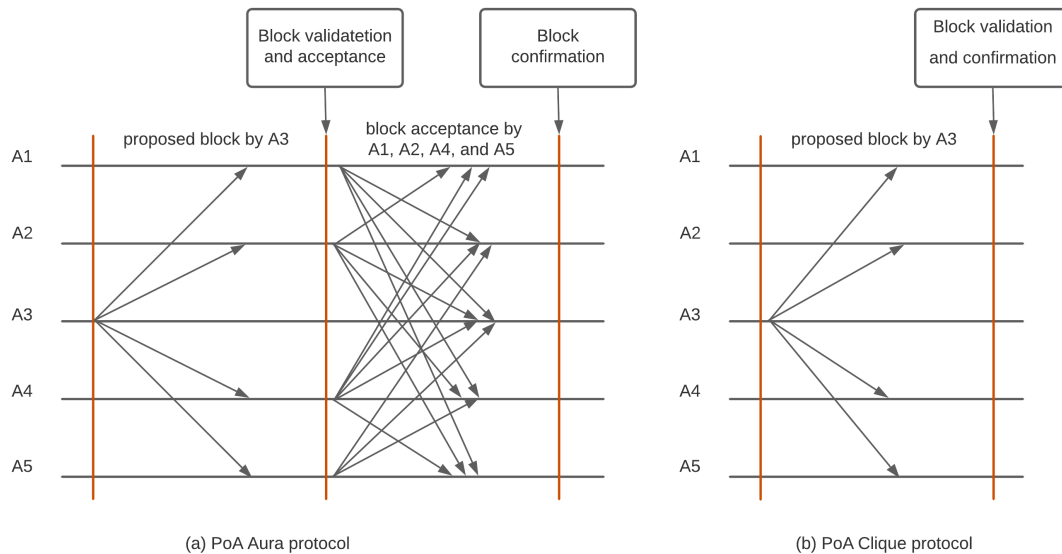 Block validatetion
and acceptance
Block
confirmation
proposed block by A3
block acceptance by
A1, A2, A4, and A5
A1
A2
A3
A4
A5
(a) PoA Aura protocol
Block validation
and confirmation
proposed block by A3
A1
A2
A3
A4
A5
(b) PoA Clique protocol